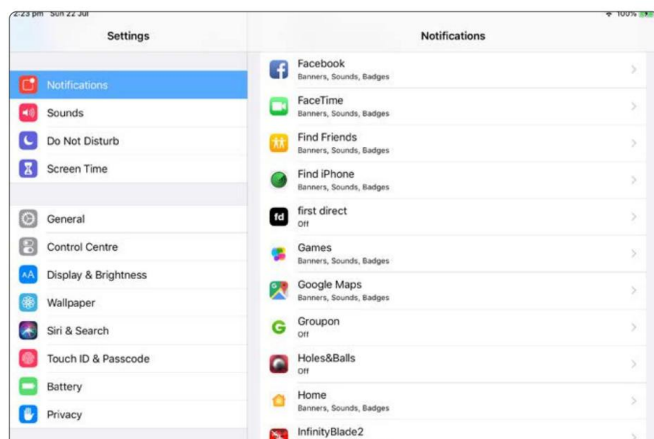 2:23 pm Sun 22 Jul
100%
Settings
Notifications
Sounds
Do Not Disturb
Screen Time
General
Control Centre
Display & Brightness
AA
Wallpaper
Siri & Search
Touch ID & Passcode
Battery
Privacy
Notifications
Facebook
Banners, Sounds, Badges
FaceTime
Banners, Sounds, Badges
Find Friends
Banners, Sounds, Badges
Find iPhone
Banners, Sounds, Badges
fd
first direct
Off
Games
Banners, Sounds, Badges
Google Maps
Banners, Sounds, Badges
Groupon
Off
Holes&Balls
Off
Home
Banners, Sounds, Badges
InfinityBlade2